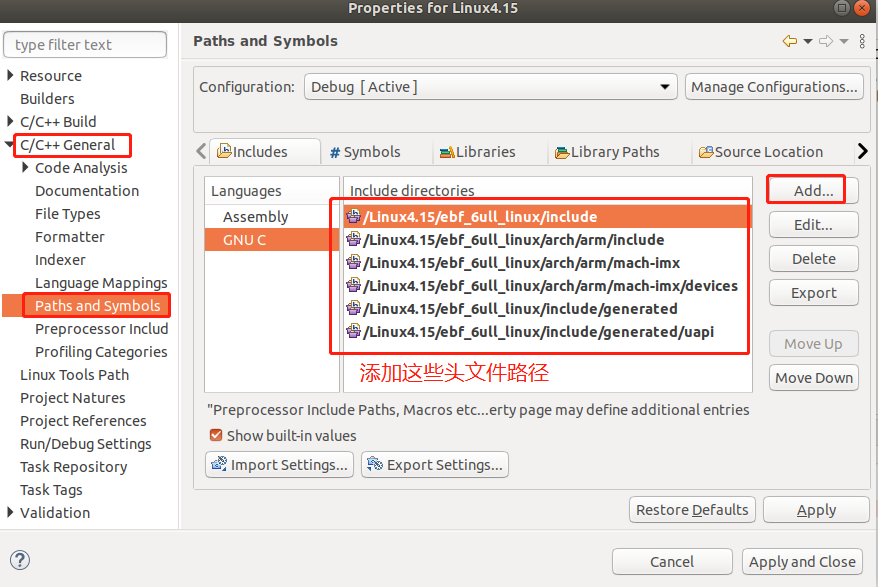 Properties for Linux4.15
type filter text
Resource
Builders
C/C++ Build
C/C++ General
Code Analysis
Documentation
File Types
Formatter
Indexer
Language Mappings
Paths and Symbols
Preprocessor Includ
Profiling Categories
Linux Tools Path
Project Natures
Project References
Run/Debug Settings
Task Repository
Task Tags
Validation
Paths and Symbols
Configuration: Debug [ Active ] Manage Configurations...
Includes # Symbols Libraries Library Paths Source Location
Languages
Assembly
GNU C
Include directories
/Linux4.15/ebf_6ull_linux/include
/Linux4.15/ebf_6ull_linux/arch/arm/include
/Linux4.15/ebf_6ull_linux/arch/arm/mach-imx
/Linux4.15/ebf_6ull_linux/arch/arm/mach-imx/devices
/Linux4.15/ebf_6ull_linux/include/generated
/Linux4.15/ebf_6ull_linux/include/generated/uapi
添加这些头文件路径
Add...
Edit...
Delete
Export
Move Up
Move Down
"Preprocessor Include Paths, Macros etc...erty page may define additional entries
Show built-in values
Import Settings... Export Settings...
Restore Defaults Apply
? Cancel Apply and Close